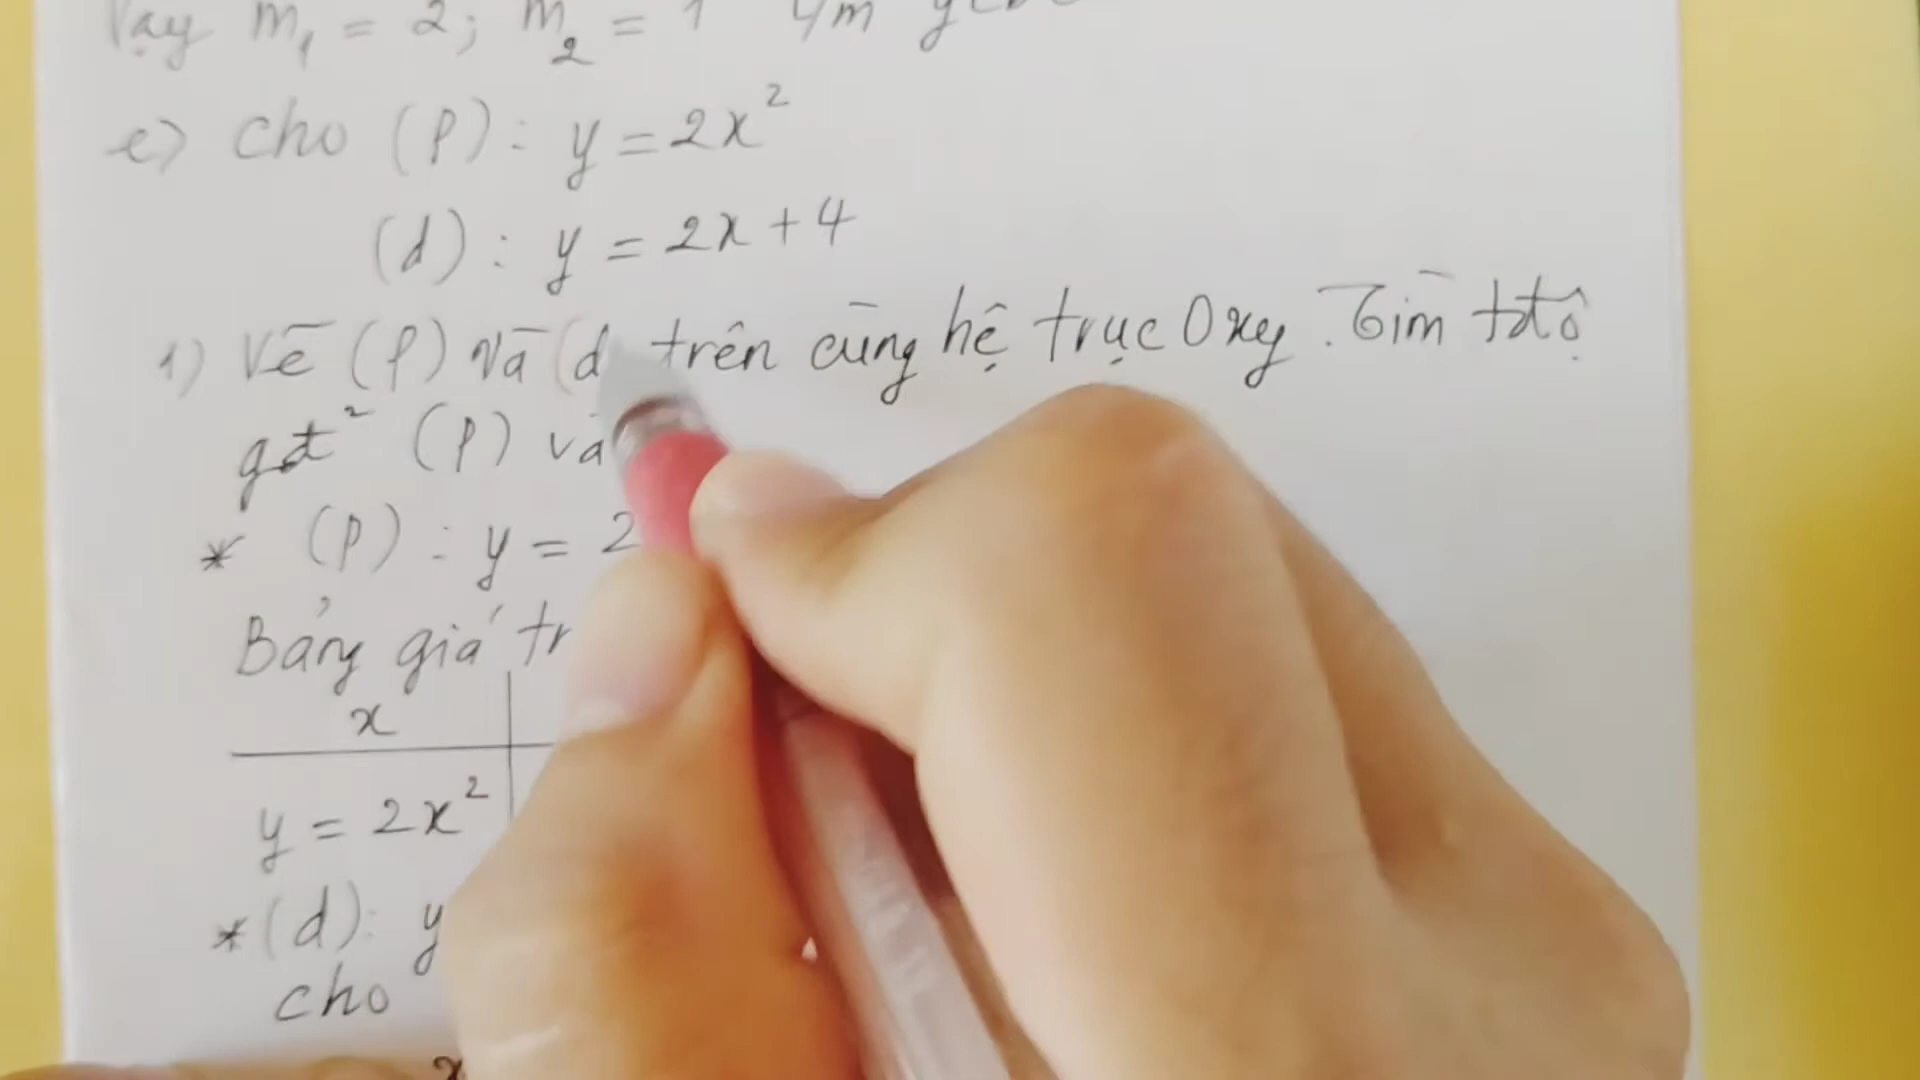 Vậy m₁ = 2; m₂ = 1
e) Cho (P): y = 2x²
(d): y = 2x + 4
1) Vẽ (P) và (d trên cùng hệ trục Oxy. Tìm tđộ
gđ² (P) và
* (P): y = 2
Bảng giá tr
x
y = 2x²
* (d): y
cho
x